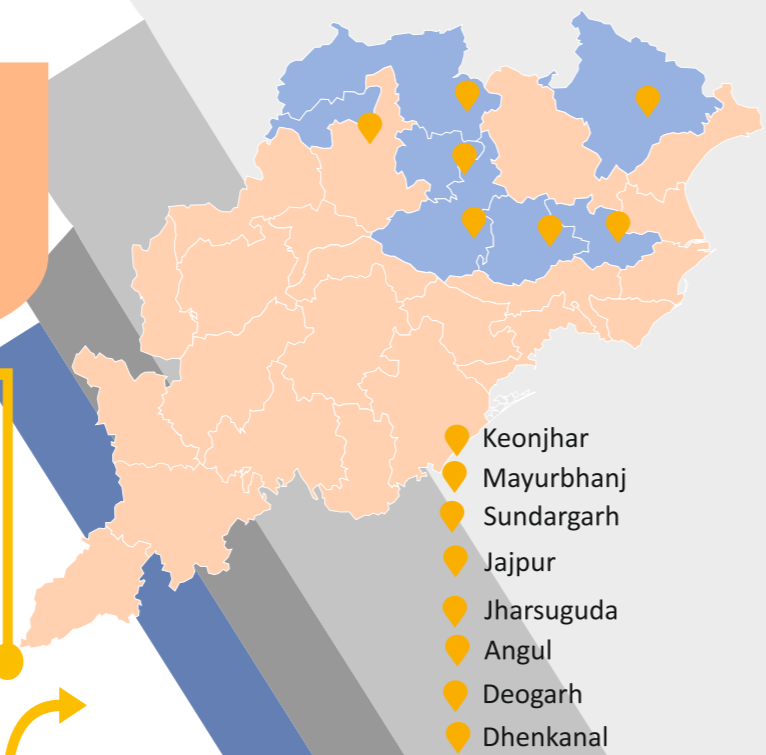 Keonjhar
Mayurbhanj
Sundargarh
Jajpur
Jharsuguda
Angul
Deogarh
Dhenkanal